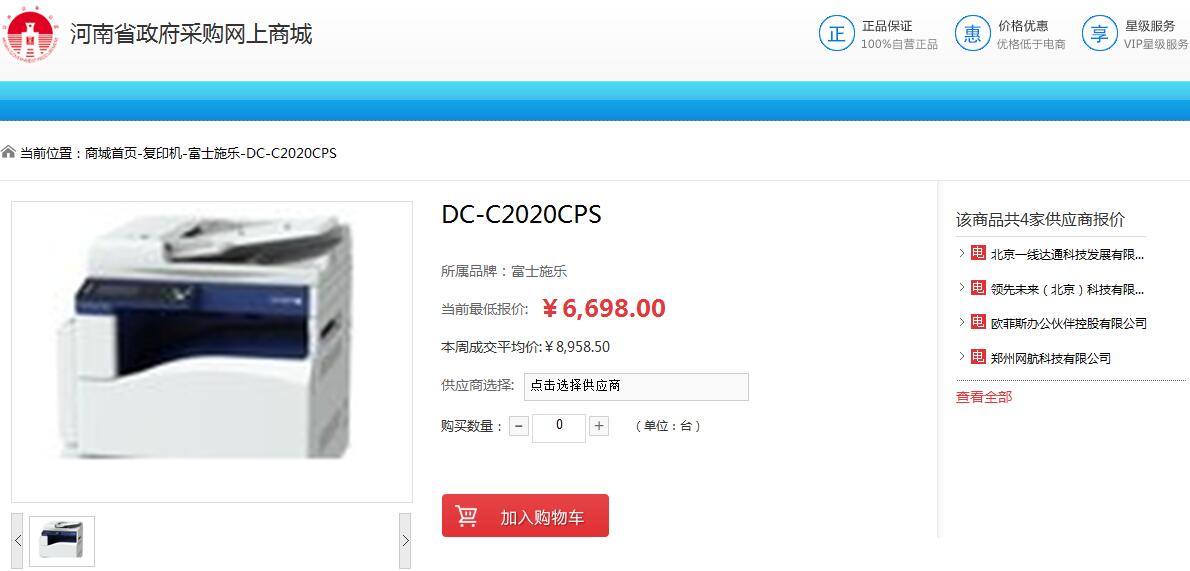 河南省政府采购网上商城
正
正品保证
100%自营正品
惠
价格优惠
优格低于电商
享
星级服务
VIP星级服务
当前位置：商城首页-复印机-富士施乐-DC-C2020CPS
DC-C2020CPS
所属品牌：富士施乐
当前最低报价: ￥6,698.00
本周成交平均价:￥8,958.50
供应商选择: 点击选择供应商
购买数量： − 0 + （单位：台）
加入购物车
该商品共4家供应商报价
电 北京一线达通科技发展有限...
电 领先未来（北京）科技有限...
电 欧菲斯办公伙伴控股有限公司
电 郑州网航科技有限公司
查看全部